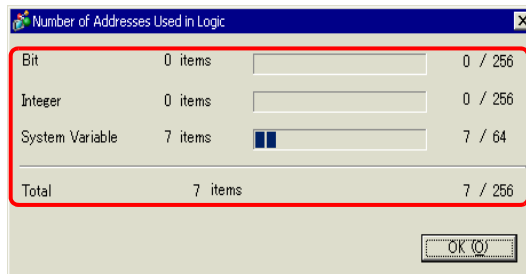 Number of Addresses Used in Logic
Bit 0 items 0 / 256
Integer 0 items 0 / 256
System Variable 7 items 7 / 64
Total 7 items 7 / 256
OK (O)